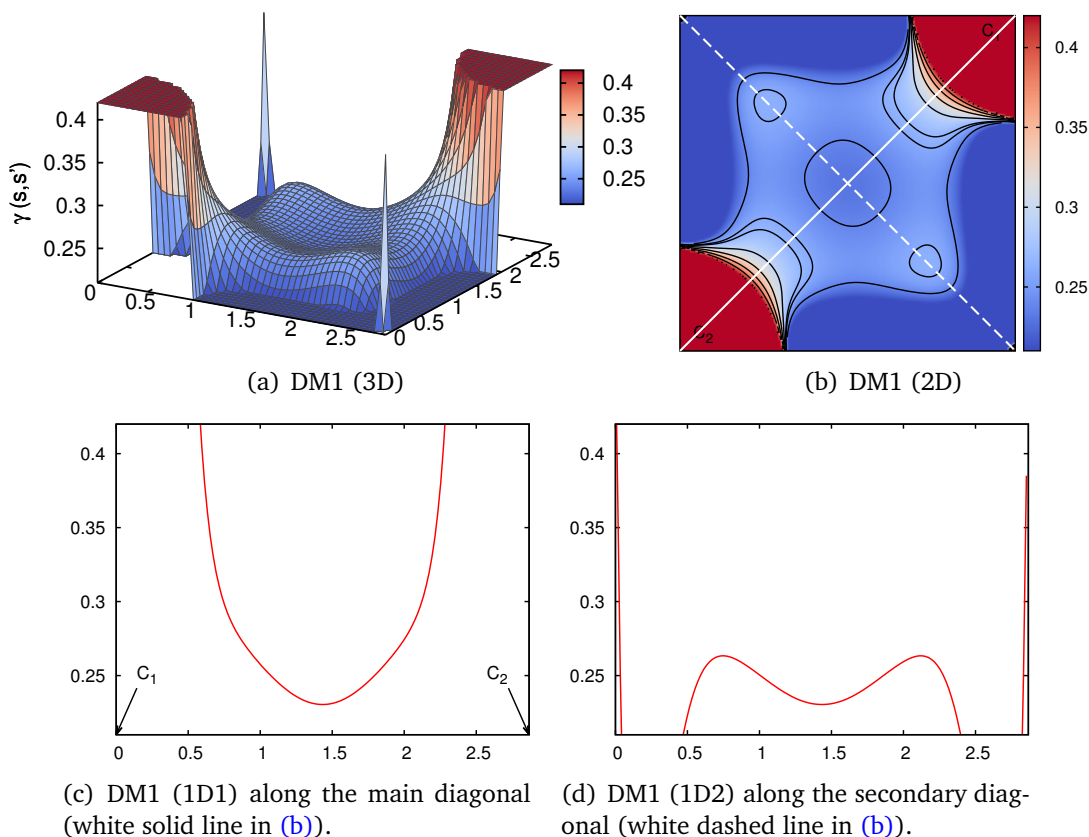 0.4
0.35
0.3
0.25
γ (s,s')
0
0.5
1
1.5
2
2.5
0
0.5
1
1.5
2
2.5
0.4
0.35
0.3
0.25
(a) DM1 (3D)
C1
C2
0.4
0.35
0.3
0.25
(b) DM1 (2D)
0.4
0.35
0.3
0.25
C1
C2
0 0.5 1 1.5 2 2.5
(c) DM1 (1D1) along the main diagonal
(white solid line in (b)).
0.4
0.35
0.3
0.25
0 0.5 1 1.5 2 2.5
(d) DM1 (1D2) along the secondary diag-
onal (white dashed line in (b)).